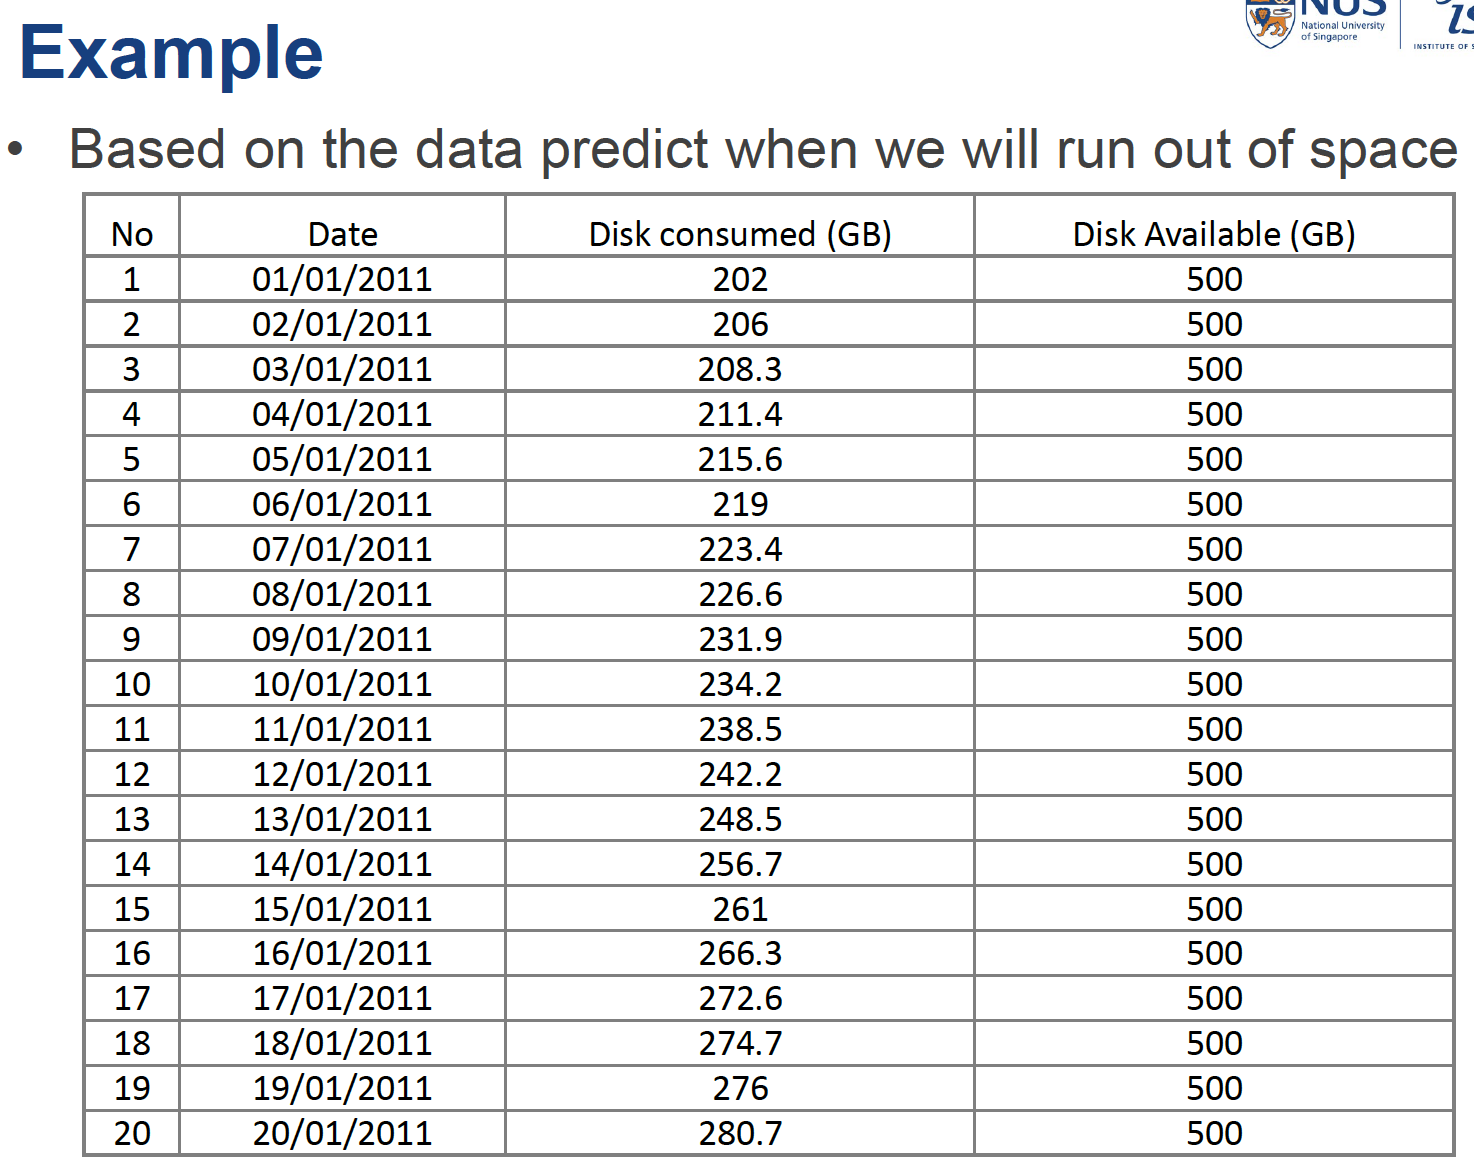 NUS
National University
of Singapore
INSTITUTE OF
Example
• Based on the data predict when we will run out of space
No Date Disk consumed (GB) Disk Available (GB)
1 01/01/2011 202 500
2 02/01/2011 206 500
3 03/01/2011 208.3 500
4 04/01/2011 211.4 500
5 05/01/2011 215.6 500
6 06/01/2011 219 500
7 07/01/2011 223.4 500
8 08/01/2011 226.6 500
9 09/01/2011 231.9 500
10 10/01/2011 234.2 500
11 11/01/2011 238.5 500
12 12/01/2011 242.2 500
13 13/01/2011 248.5 500
14 14/01/2011 256.7 500
15 15/01/2011 261 500
16 16/01/2011 266.3 500
17 17/01/2011 272.6 500
18 18/01/2011 274.7 500
19 19/01/2011 276 500
20 20/01/2011 280.7 500